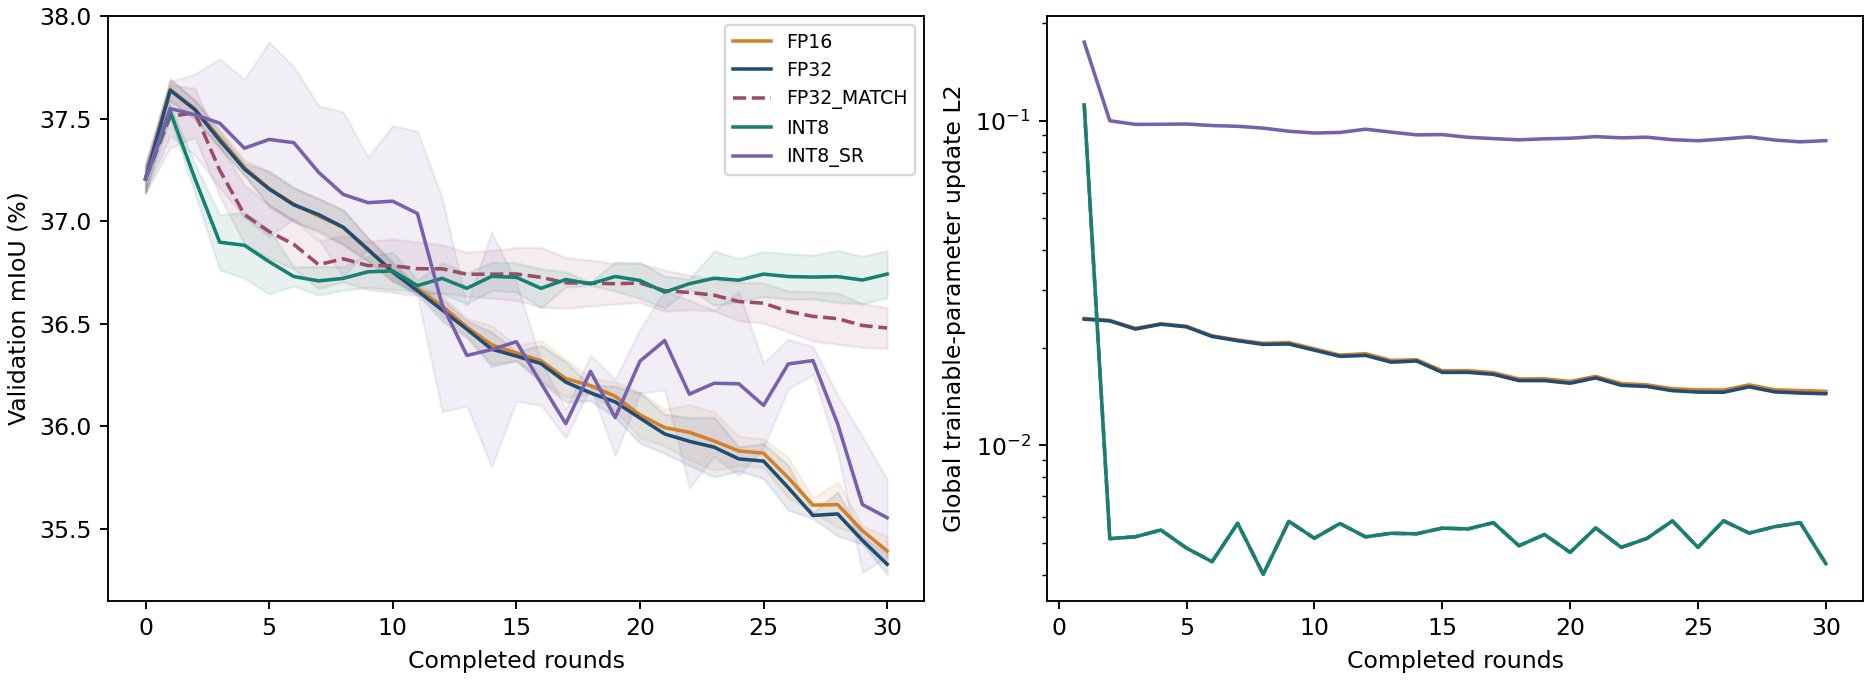 Validation mIoU (%)
38.0
37.5
37.0
36.5
36.0
35.5
0
5
10
15
20
25
30
Completed rounds
FP16
FP32
FP32_MATCH
INT8
INT8_SR
Global trainable-parameter update L2
10⁻¹
10⁻²
0
5
10
15
20
25
30
Completed rounds